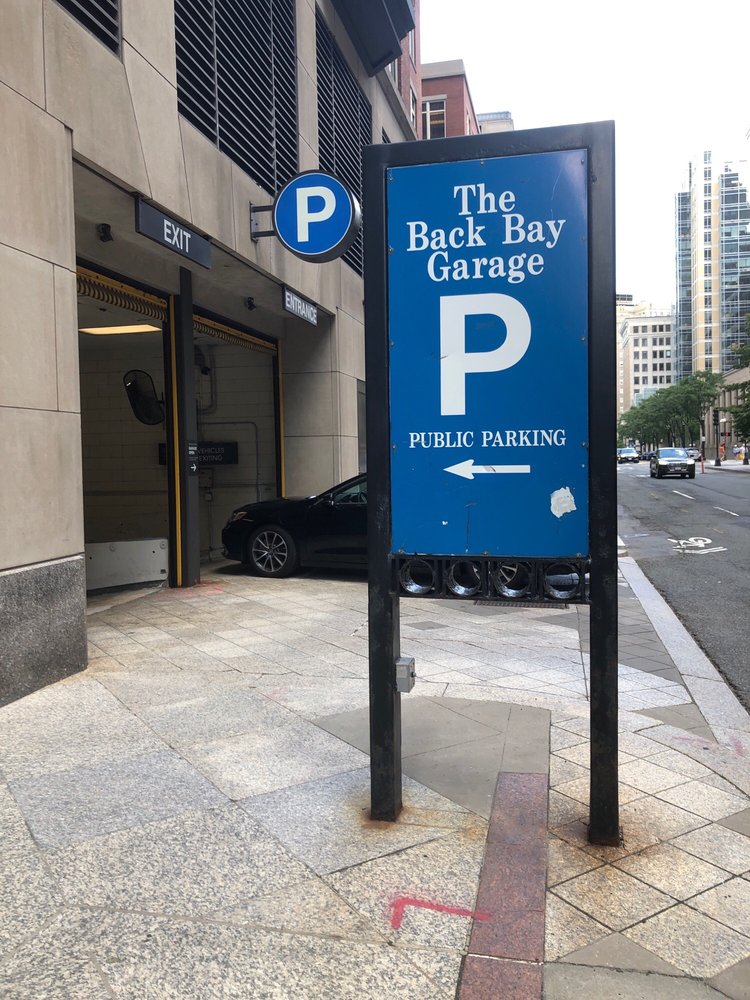 EXIT
P
ENTRANCE
VEHICLES
EXITING
The
Back Bay
Garage
P
PUBLIC PARKING